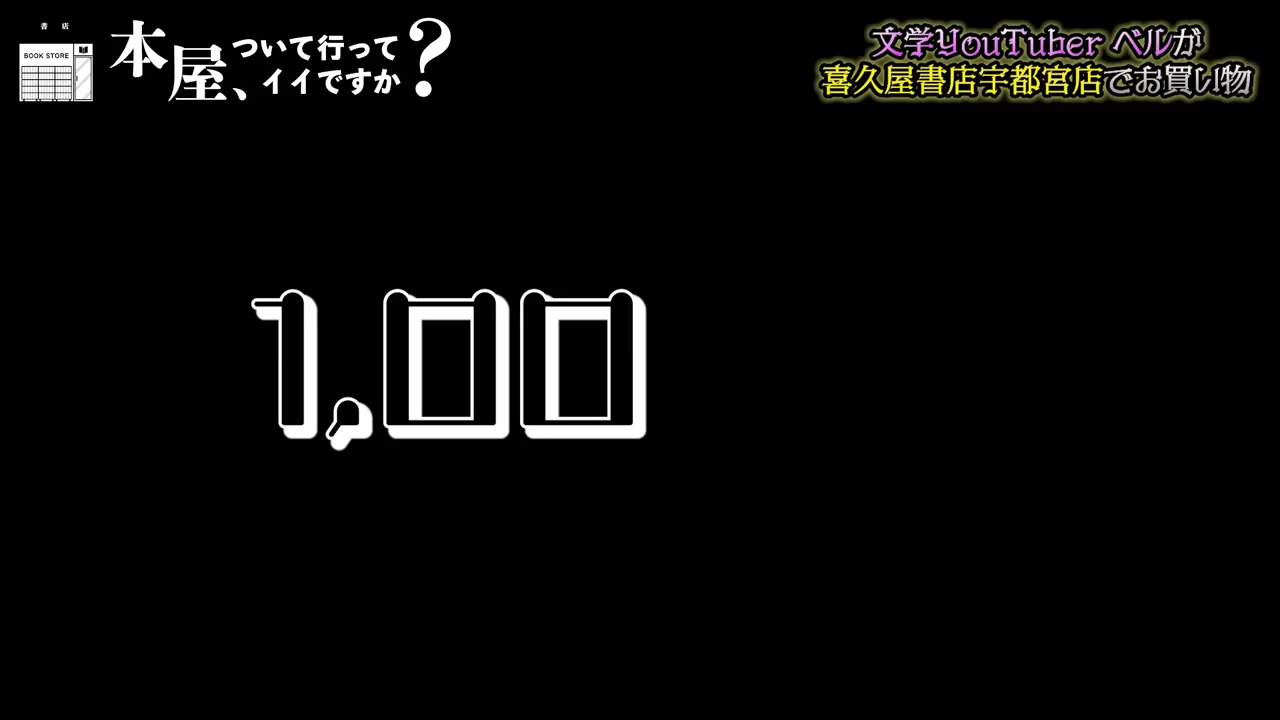 書店
BOOK STORE
本屋、ついて行って
イイですか?
文学YouTuber ベルが
喜久屋書店宇都宮店でお買い物
1,00